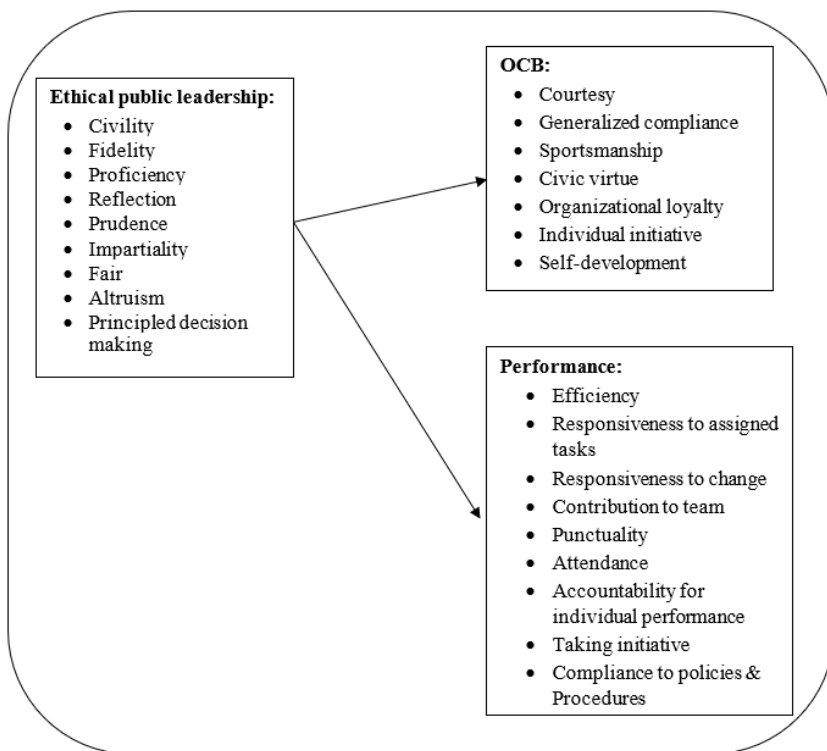 Ethical public leadership:
• Civility
• Fidelity
• Proficiency
• Reflection
• Prudence
• Impartiality
• Fair
• Altruism
• Principled decision
making
OCB:
• Courtesy
• Generalized compliance
• Sportsmanship
• Civic virtue
• Organizational loyalty
• Individual initiative
• Self-development
Performance:
• Efficiency
• Responsiveness to assigned
tasks
• Responsiveness to change
• Contribution to team
• Punctuality
• Attendance
• Accountability for
individual performance
• Taking initiative
• Compliance to policies &
Procedures